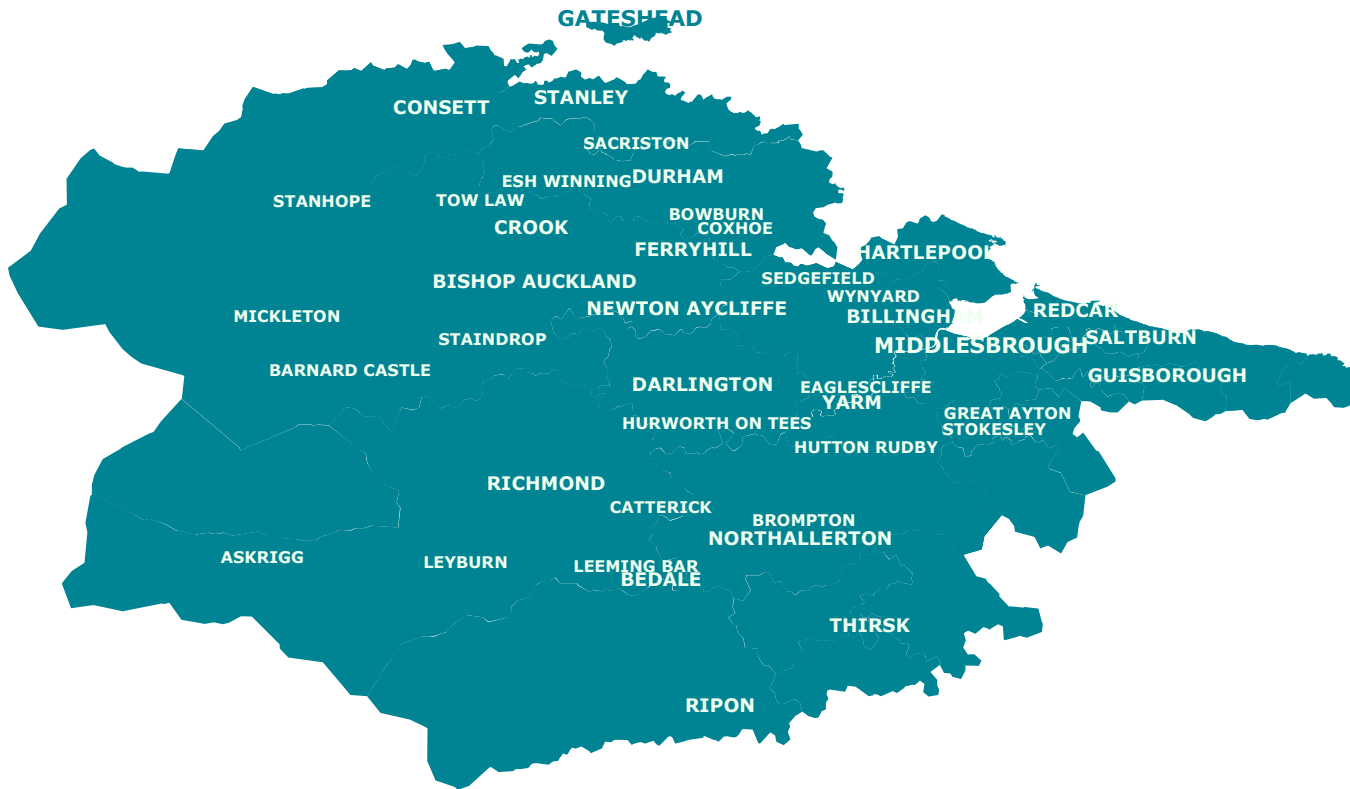 GATESHEAD
CONSETT
STANLEY
SACRISTON
ESH WINNING
DURHAM
STANHOPE
TOW LAW
BOWBURN
CROOK
COXHOE
FERRYHILL
HARTLEPOOL
SEDGEFIELD
BISHOP AUCKLAND
WYNYARD
NEWTON AYCLIFFE
REDCAR
MICKLETON
BILLINGHAM
STAINDROP
SALTBURN
MIDDLESBROUGH
BARNARD CASTLE
GUISBOROUGH
DARLINGTON
EAGLESCLIFFE
YARM
GREAT AYTON
HURWORTH ON TEES
STOKESLEY
HUTTON RUDBY
RICHMOND
CATTERICK
BROMPTON
NORTHALLERTON
ASKRIGG
LEYBURN
LEEMING BAR
BEDALE
THIRSK
RIPON